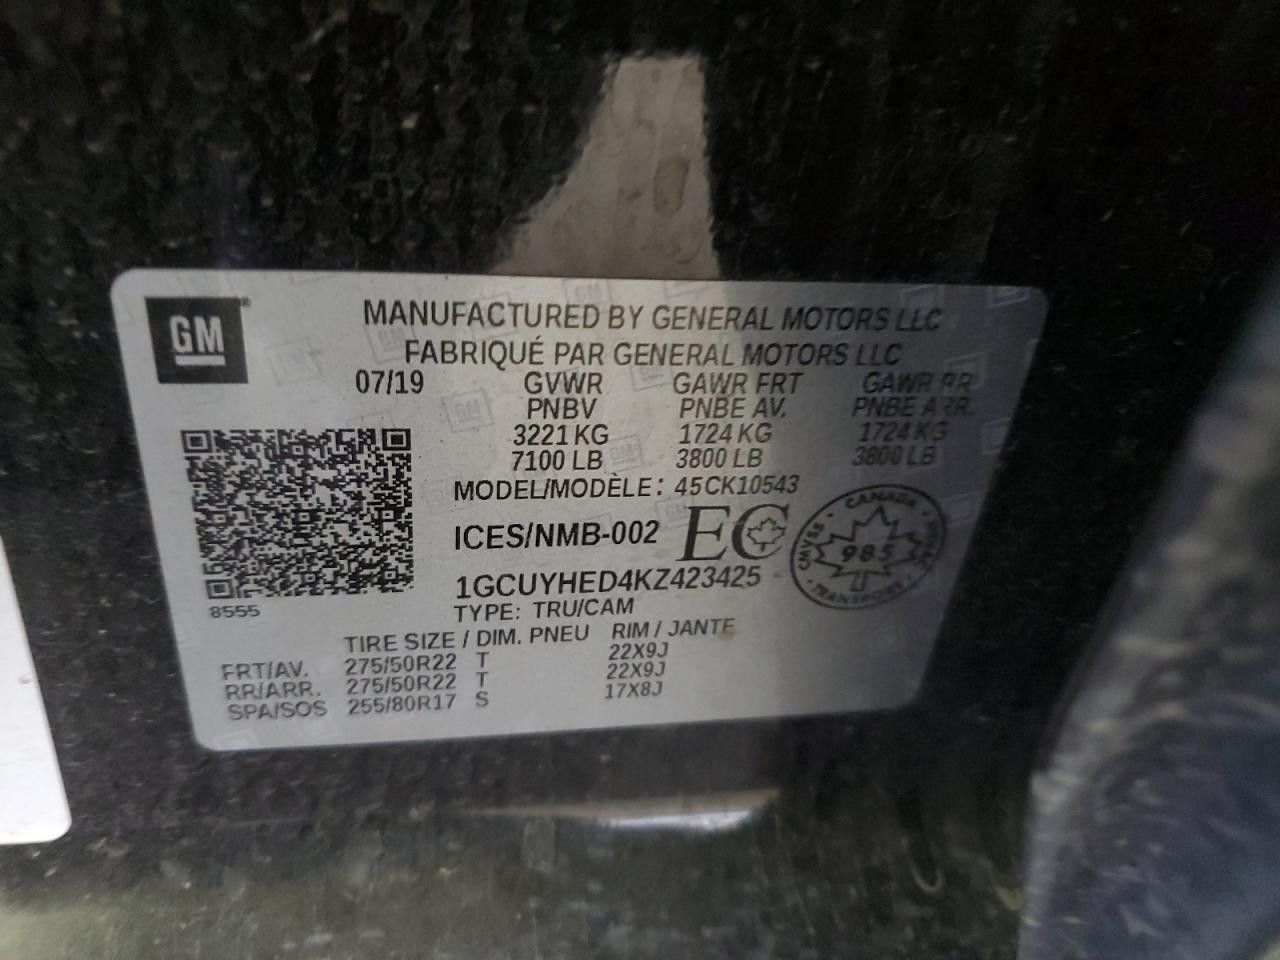 GM
MANUFACTURED BY GENERAL MOTORS LLC
FABRIQUÉ PAR GENERAL MOTORS LLC
07/19 GVWR GAWR FRT GAWR RR
PNBV PNBE AV. PNBE ARR.
3221 KG 1724 KG 1724 KG
7100 LB 3800 LB 3800 LB
MODEL/MODÈLE: 45CK10543
ICES/NMB-002 EC
CANADA
CMVSS 985 NSVAC
TRANSPORT
1GCUYHED4KZ423425
8555 TYPE: TRU/CAM
TIRE SIZE / DIM. PNEU RIM / JANTE
FRT/AV. 275/50R22 T 22X9J
RR/ARR. 275/50R22 T 22X9J
SPA/SOS 255/80R17 S 17X8J